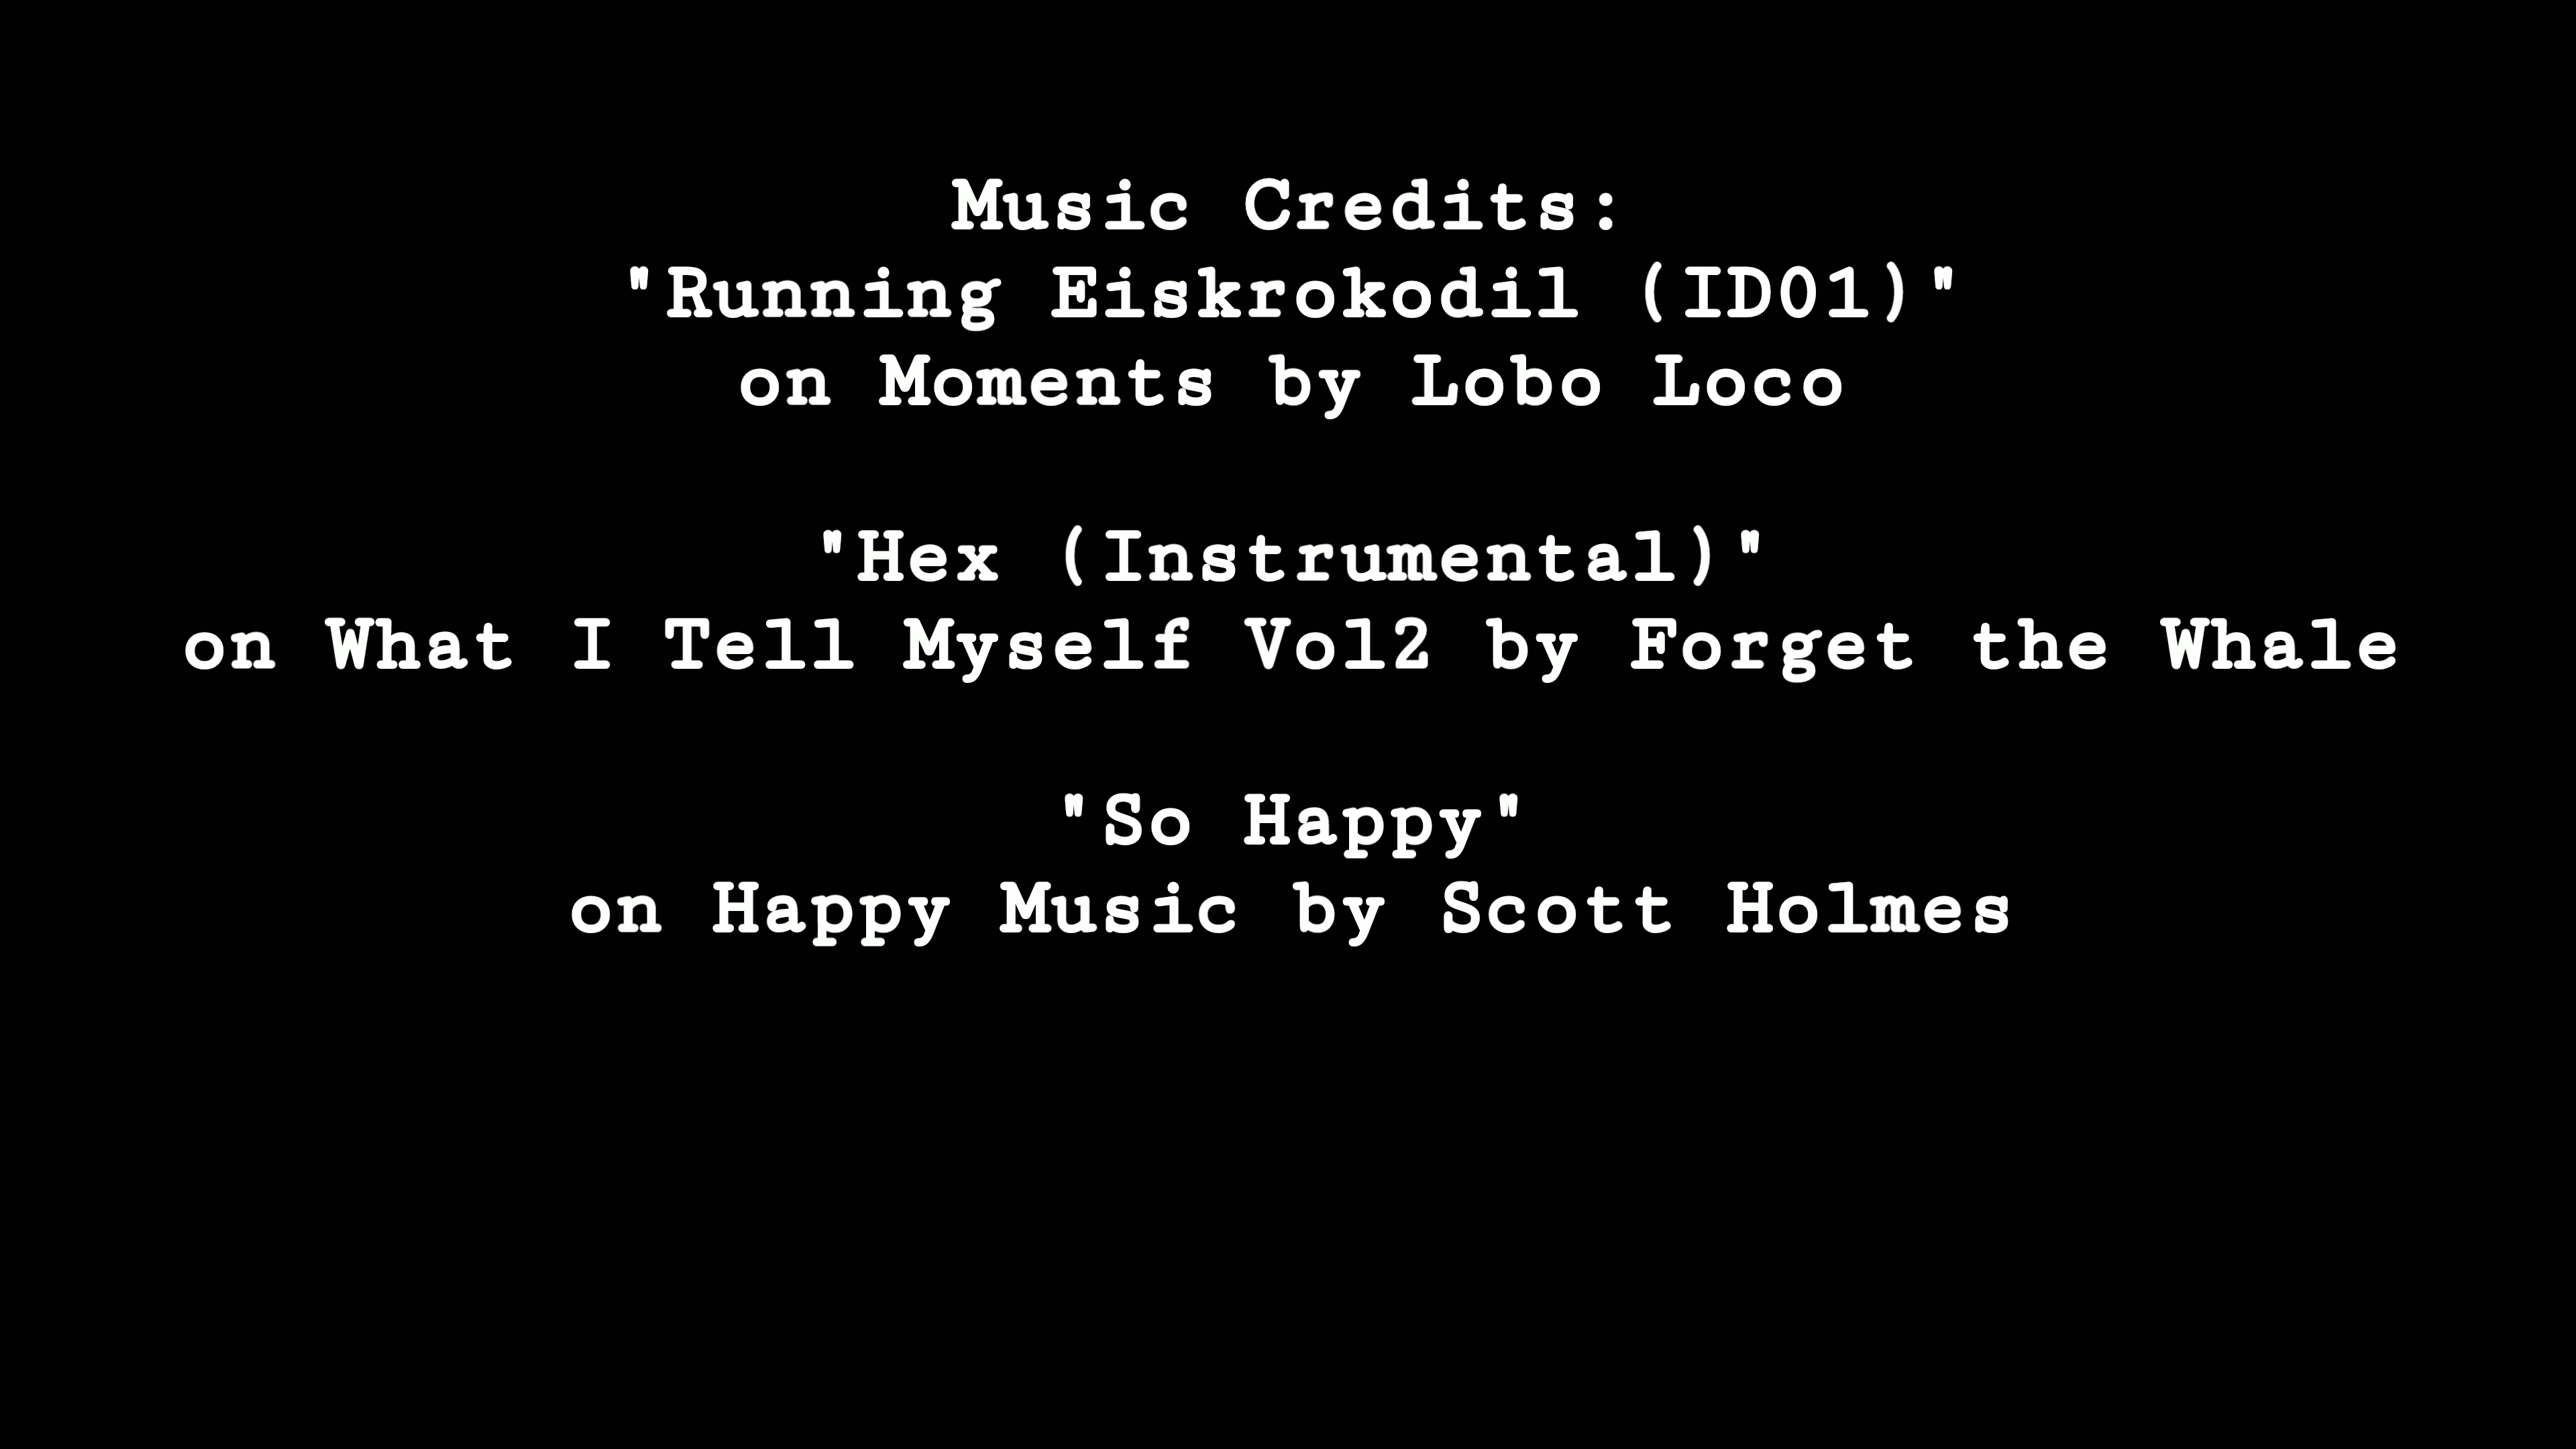 Music Credits:
"Running Eiskrokodil (ID01)"
on Moments by Lobo Loco
"Hex (Instrumental)"
on What I Tell Myself Vol2 by Forget the Whale
"So Happy"
on Happy Music by Scott Holmes